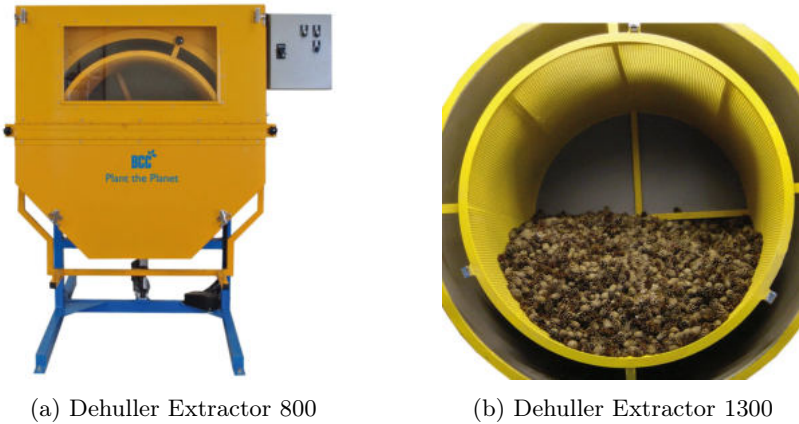 BCC
Plant the Planet
(a) Dehuller Extractor 800
(b) Dehuller Extractor 1300